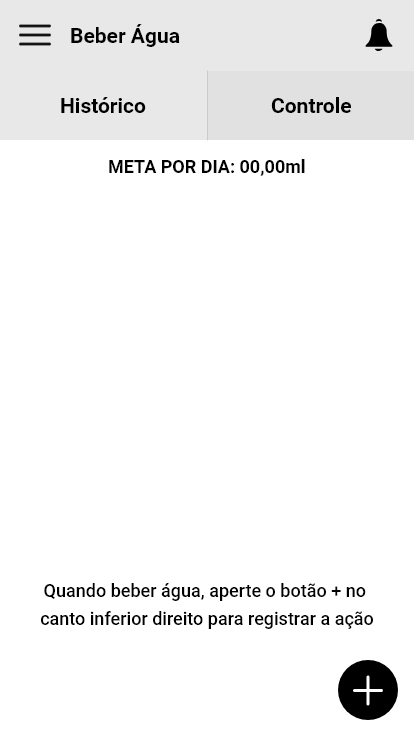 Beber Água
Histórico
Controle
META POR DIA: 00,00ml
Quando beber água, aperte o botão + no
canto inferior direito para registrar a ação